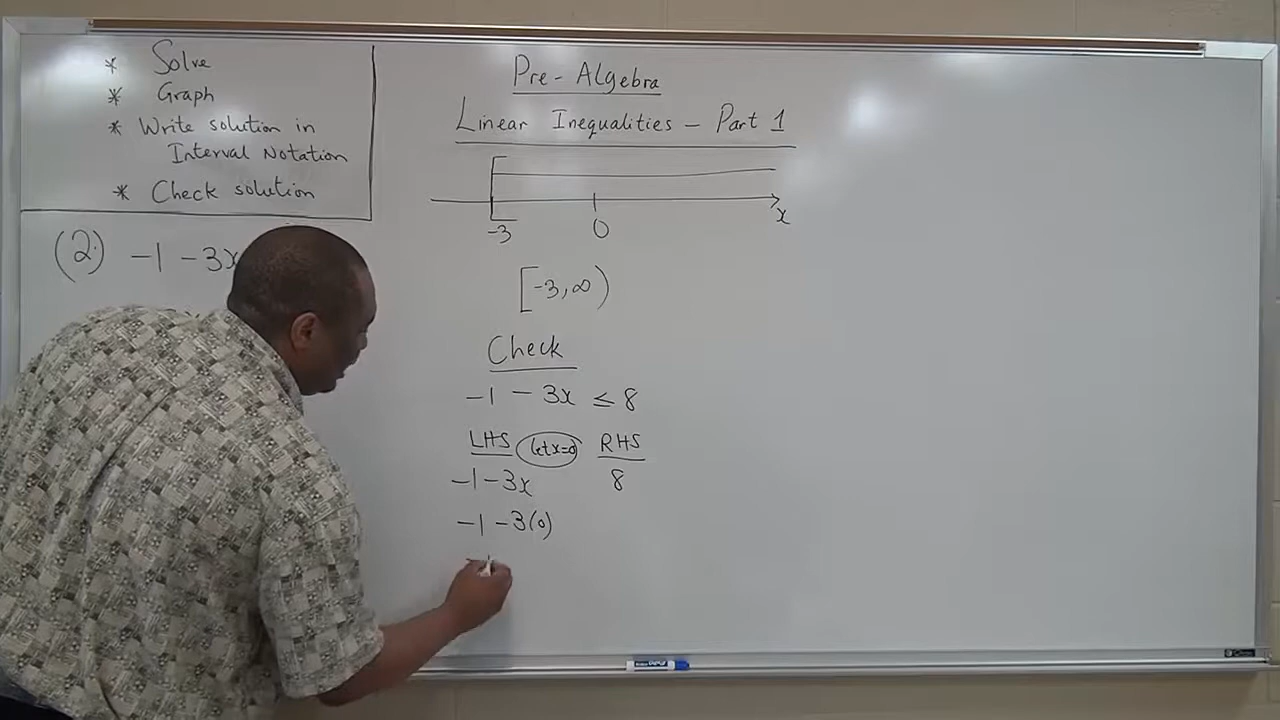 * Solve
* Graph
* Write solution in
Interval Notation
* Check solution
Pre-Algebra
Linear Inequalities - Part 1
-3 0 x
(2.) -1 - 3x
[-3, ∞)
Check
-1 - 3x ≤ 8
LHS let x=0 RHS
-1 - 3x 8
-1 - 3(0)